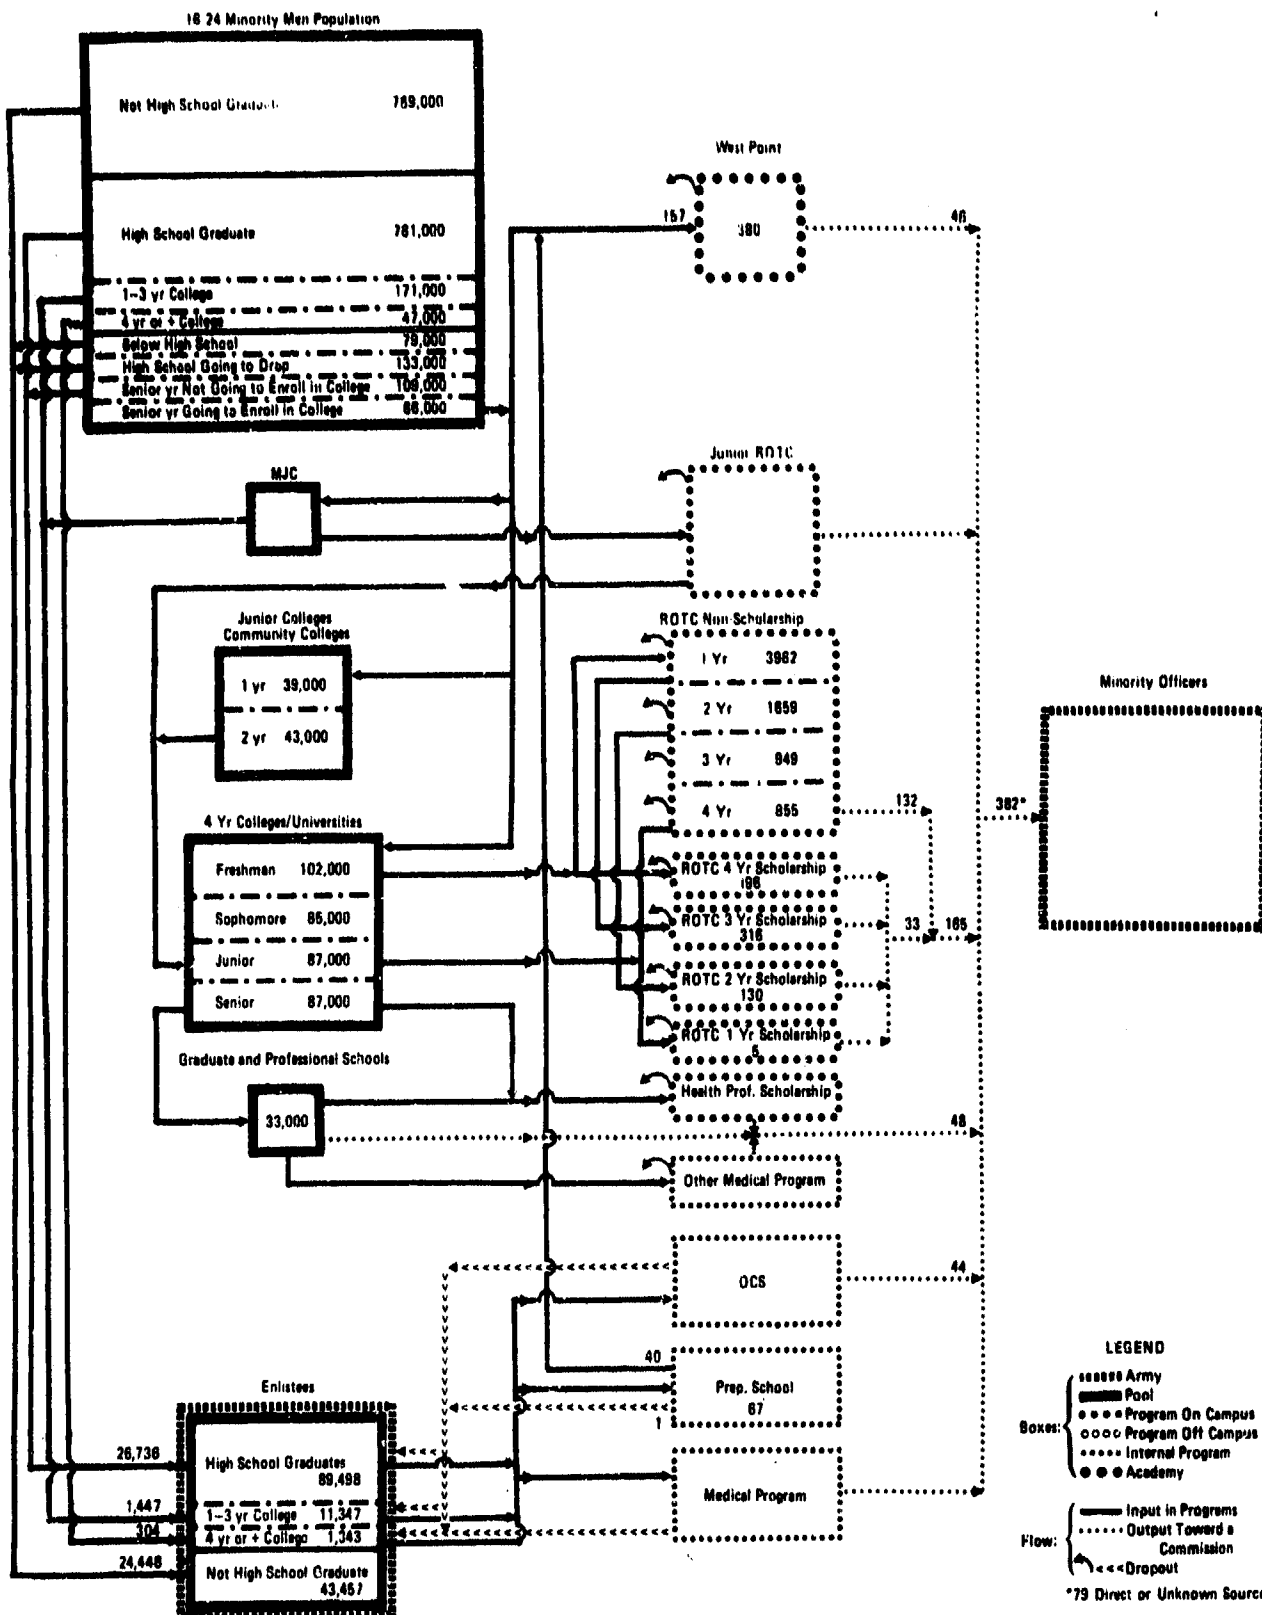 16 24 Minority Men Population
Not High School 769,000
High School Graduate 781,000
1–3 yr College 171,000
4 yr or + College 47,000
Below High School 79,000
High School Going to Drop 133,000
Senior yr Not Going to Enroll in College 109,000
Senior yr Going to Enroll in College 86,000
West Point
157
380
46
MJC
Junior ROTC
Junior Colleges
Community Colleges
1 yr 39,000
2 yr 43,000
ROTC Non-Scholarship
1 Yr 3962
2 Yr 1659
3 Yr 949
4 Yr 855
132
Minority Officers
382*
4 Yr Colleges/Universities
Freshman 102,000
Sophomore 85,000
Junior 87,000
Senior 87,000
ROTC 4 Yr Scholarship
196
ROTC 3 Yr Scholarship
316
33
165
ROTC 2 Yr Scholarship
130
ROTC 1 Yr Scholarship
5
Graduate and Professional Schools
33,000
Health Prof. Scholarship
48
Other Medical Program
OCS
44
40
Prep. School
67
1
Medical Program
Enlistees
26,736
High School Graduates
89,498
1,447
1–3 yr College 11,347
304
4 yr or + College 1,343
24,448
Not High School Graduate
43,457
LEGEND
Boxes:
Army
Pool
Program On Campus
Program Off Campus
Internal Program
Academy
Flow:
Input in Programs
Output Toward a
Commission
Dropout
*79 Direct or Unknown Source